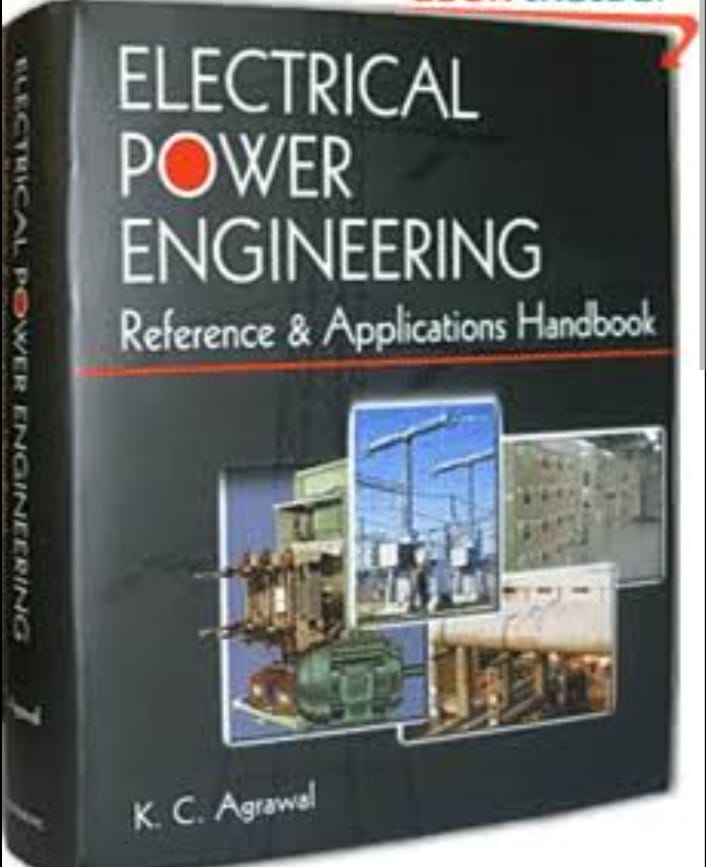 ELECTRICAL
POWER
ENGINEERING
Reference & Applications Handbook
K. C. Agrawal
ELECTRICAL POWER ENGINEERING